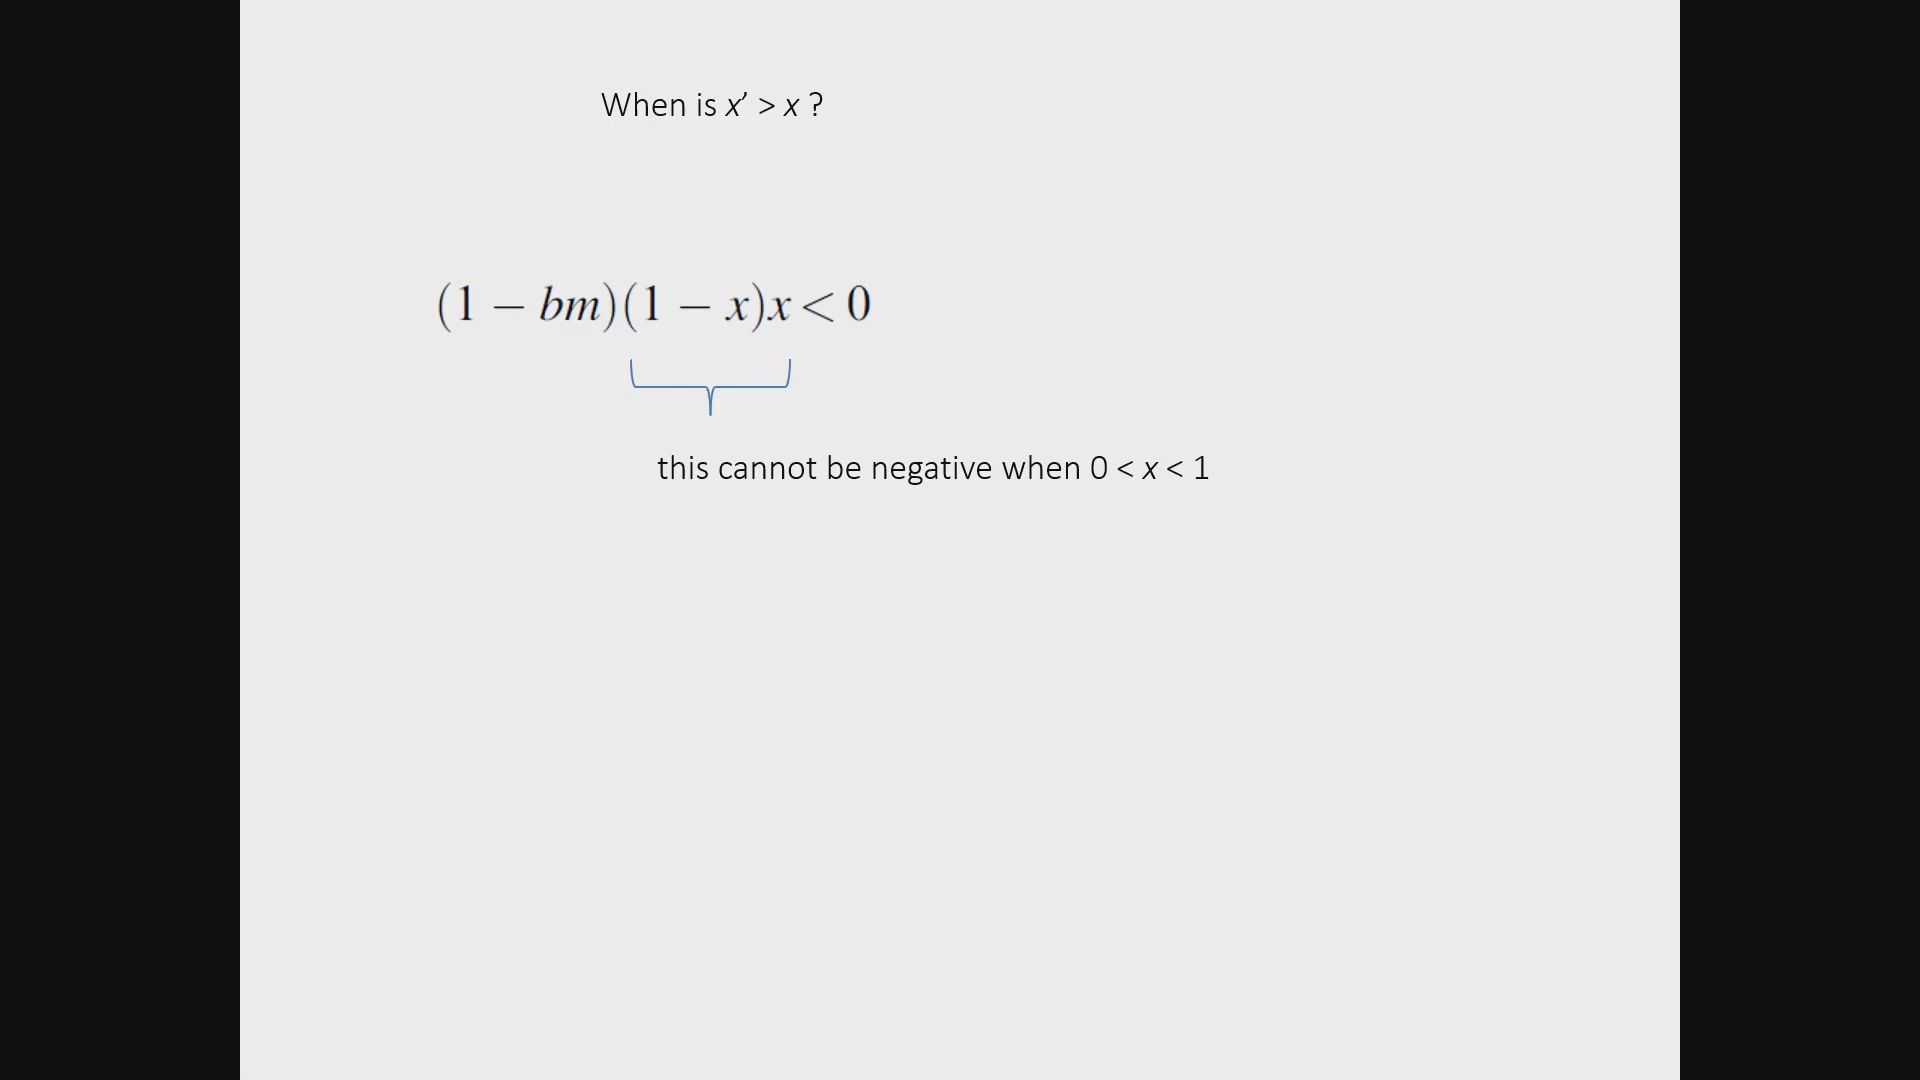 When is x’ > x ?
(1 − bm)(1 − x)x < 0
this cannot be negative when 0 < x < 1